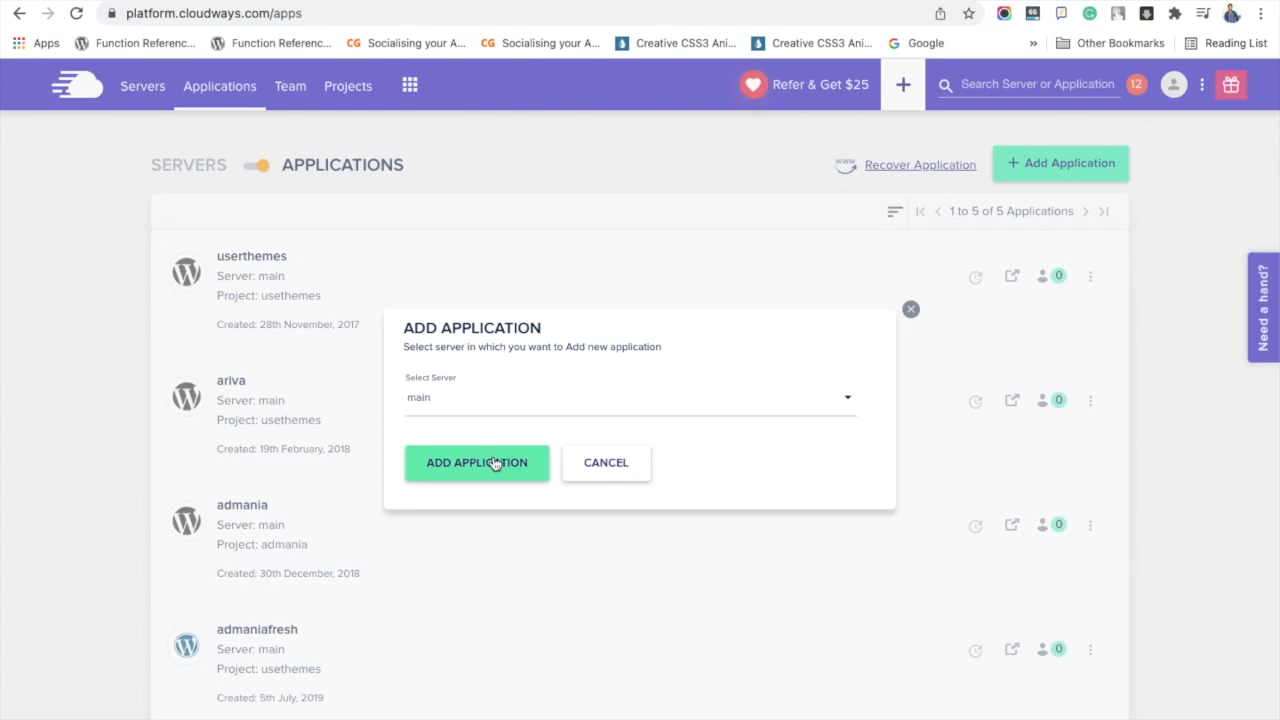 platform.cloudways.com/apps
Apps
Function Referenc...
Function Referenc...
CG Socialising your A...
CG Socialising your A...
Creative CSS3 Ani...
Creative CSS3 Ani...
Google
»
Other Bookmarks
Reading List
Servers
Applications
Team
Projects
Refer & Get $25
+
Search Server or Application
12
SERVERS
APPLICATIONS
www
Recover Application
+ Add Application
1 to 5 of 5 Applications
userthemes
Server: main
Project: usethemes
Created: 28th November, 2017
0
ariva
Server: main
Project: usethemes
Created: 19th February, 2018
0
admania
Server: main
Project: admania
Created: 30th December, 2018
0
admaniafresh
Server: main
Project: usethemes
Created: 5th July, 2019
0
ADD APPLICATION
Select server in which you want to Add new application
Select Server
main
ADD APPLICATION
CANCEL
Need a hand?